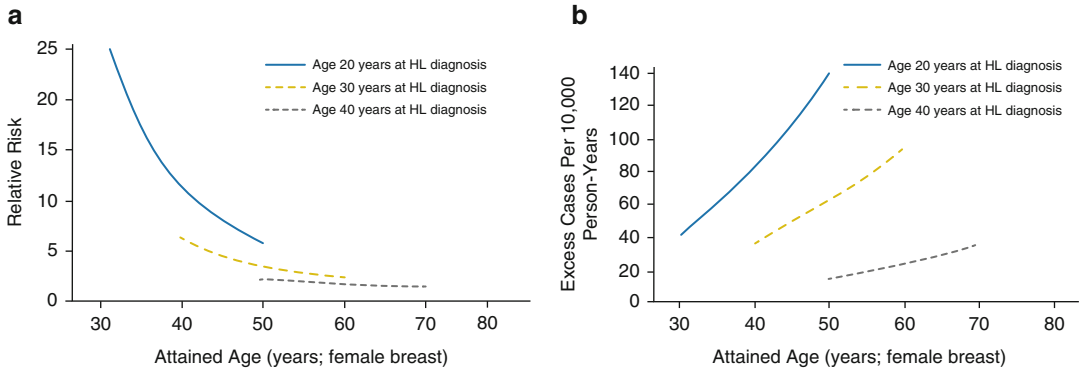 a
Relative Risk
25
20
15
10
5
0
30 40 50 60 70 80
Attained Age (years; female breast)
Age 20 years at HL diagnosis
Age 30 years at HL diagnosis
Age 40 years at HL diagnosis
b
Excess Cases Per 10,000
Person-Years
140
120
100
80
60
40
20
0
30 40 50 60 70 80
Attained Age (years; female breast)
Age 20 years at HL diagnosis
Age 30 years at HL diagnosis
Age 40 years at HL diagnosis